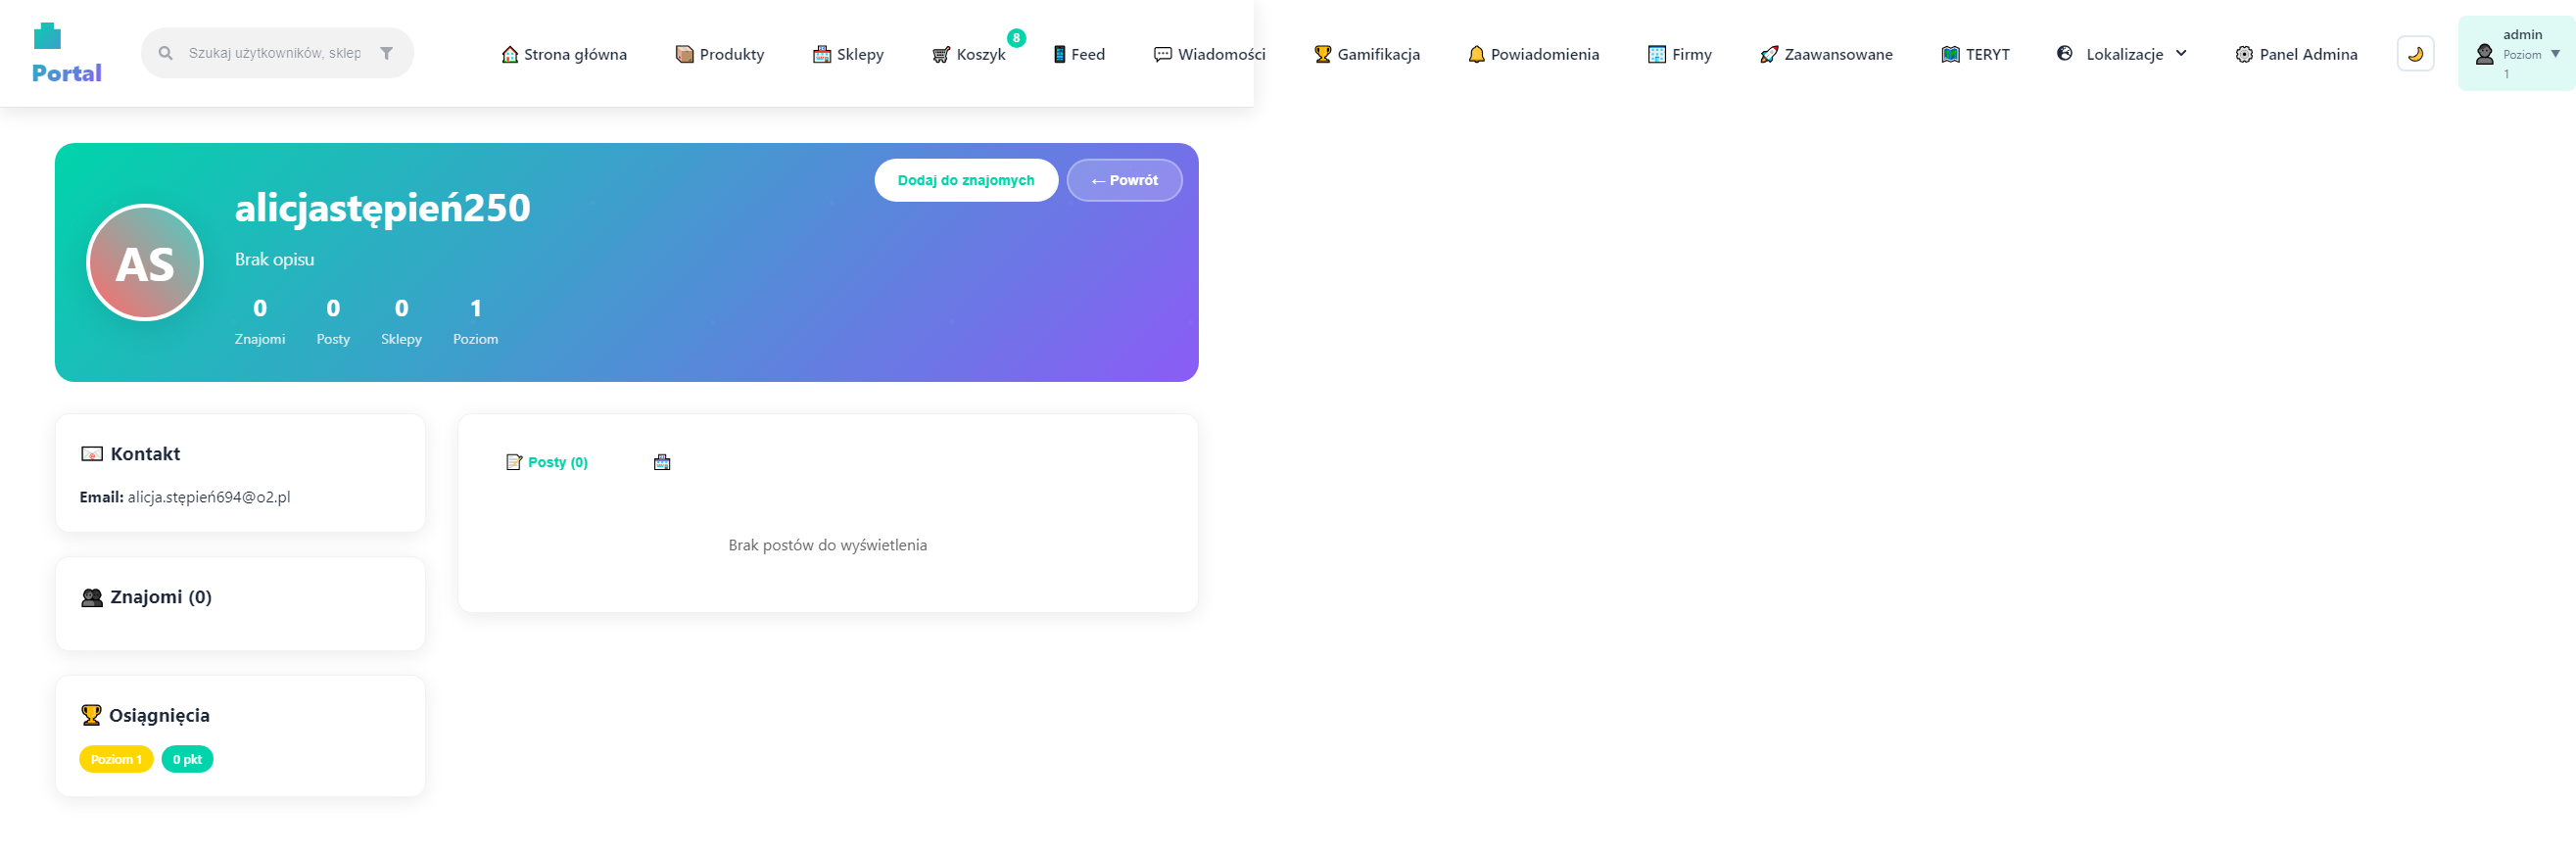 Portal
Szukaj użytkowników, sklep
Strona główna
Produkty
Sklepy
Koszyk
8
Feed
Wiadomości
Gamifikacja
Powiadomienia
Firmy
Zaawansowane
TERYT
Lokalizacje
Panel Admina
admin
Poziom
1
Dodaj do znajomych
← Powrót
AS
alicjastępień250
Brak opisu
0 0 0 1
Znajomi Posty Sklepy Poziom
Kontakt
Email: alicja.stępień694@o2.pl
Znajomi (0)
Osiągnięcia
Poziom 1 0 pkt
Posty (0)
Brak postów do wyświetlenia